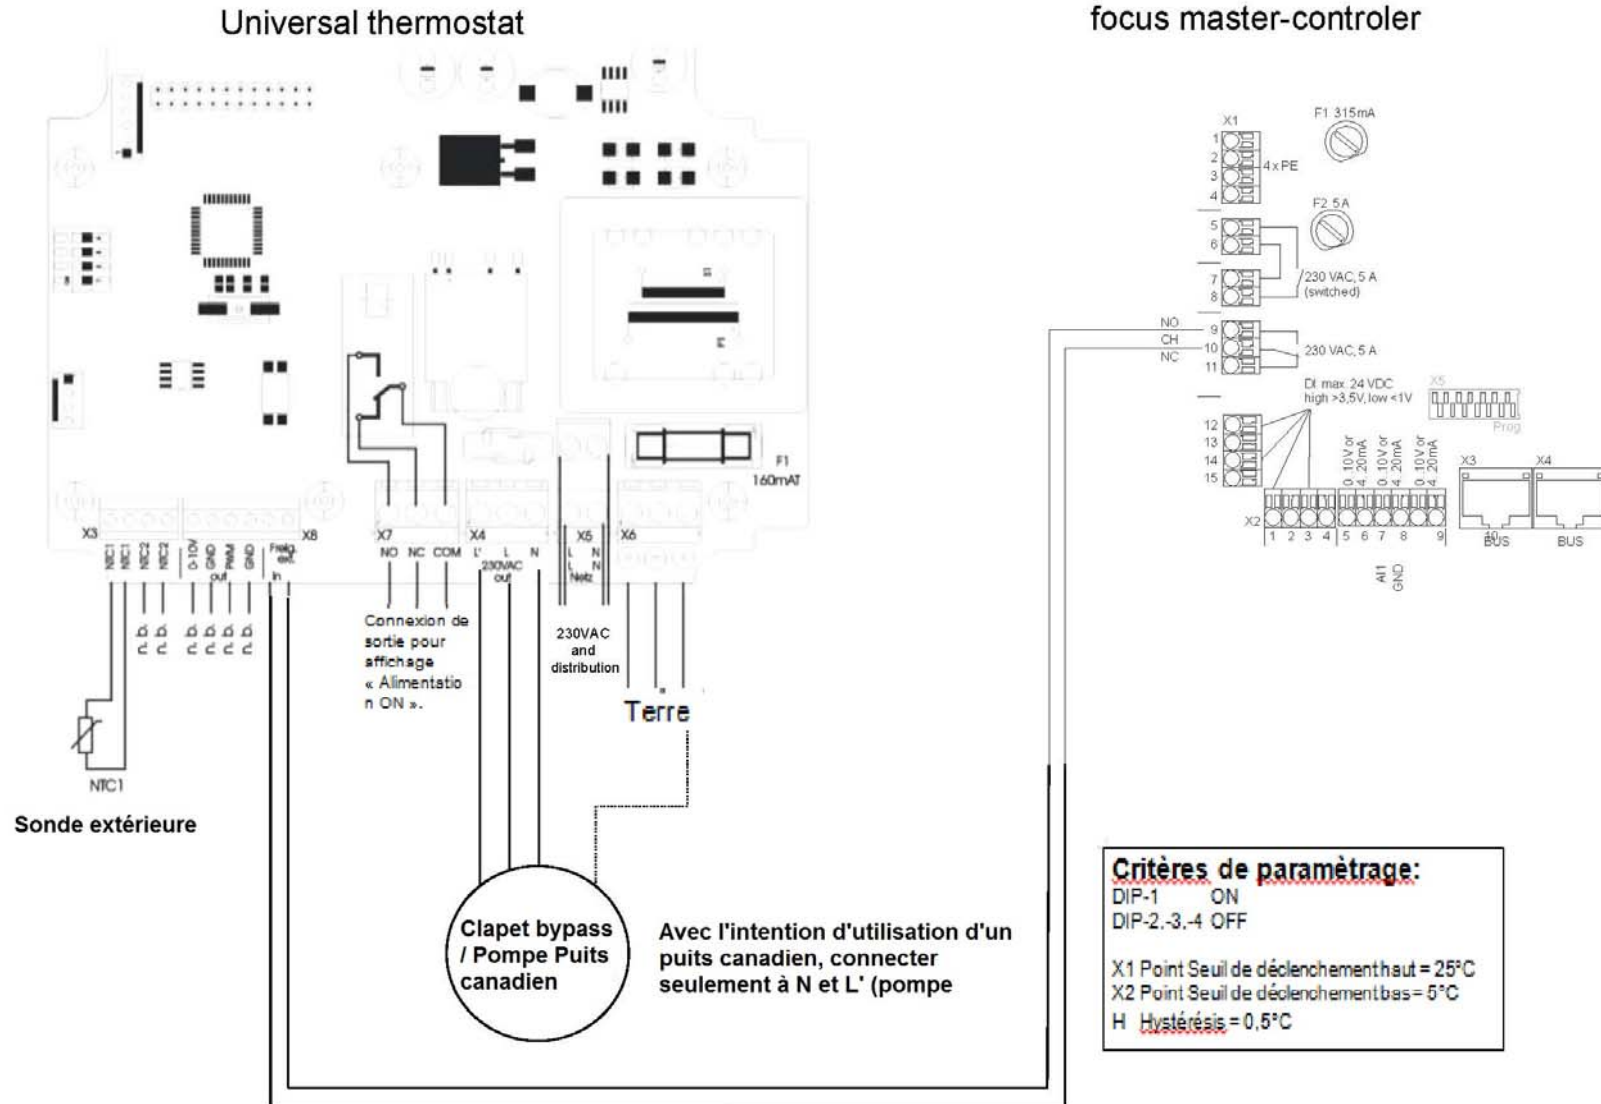 Universal thermostat
focus master-controler
X1
F1 315mA
1
2
3
4
4 x PE
F2 5A
5
6
7
8
230 VAC, 5 A
(switched)
NO
CH
NC
9
10
11
230 VAC, 5 A
DI: max. 24 VDC
high >3,5V, low <1V
X5
Prog
12
13
14
15
0..10V or
4..20mA
0..10V or
4..20mA
0..10V or
4..20mA
X3
X4
X2
1 2 3 4 5 6 7 8 9 10
BUS
BUS
AI1
GND
F1
160mAT
X3
X8
X7
X4
X5
X6
NTC1
NTC1
NTC2
NTC2
0-10V
GND
PWM
GND
out
Freig.
ext.
In
NO NC COM
L' L N
230VAC
out
L N
L N
Netz
n. b.
n. b.
n. b.
n. b.
n. b.
n. b.
Connexion de
sortie pour
affichage
« Alimentatio
n ON ».
230VAC
and
distribution
Terre
NTC1
Sonde extérieure
Clapet bypass
/ Pompe Puits
canadien
Avec l'intention d'utilisation d'un
puits canadien, connecter
seulement à N et L' (pompe
Critères de paramètrage:
DIP-1 ON
DIP-2,-3,-4 OFF
X1 Point Seuil de déclenchement haut = 25°C
X2 Point Seuil de déclenchement bas = 5°C
H Hystérésis = 0,5°C